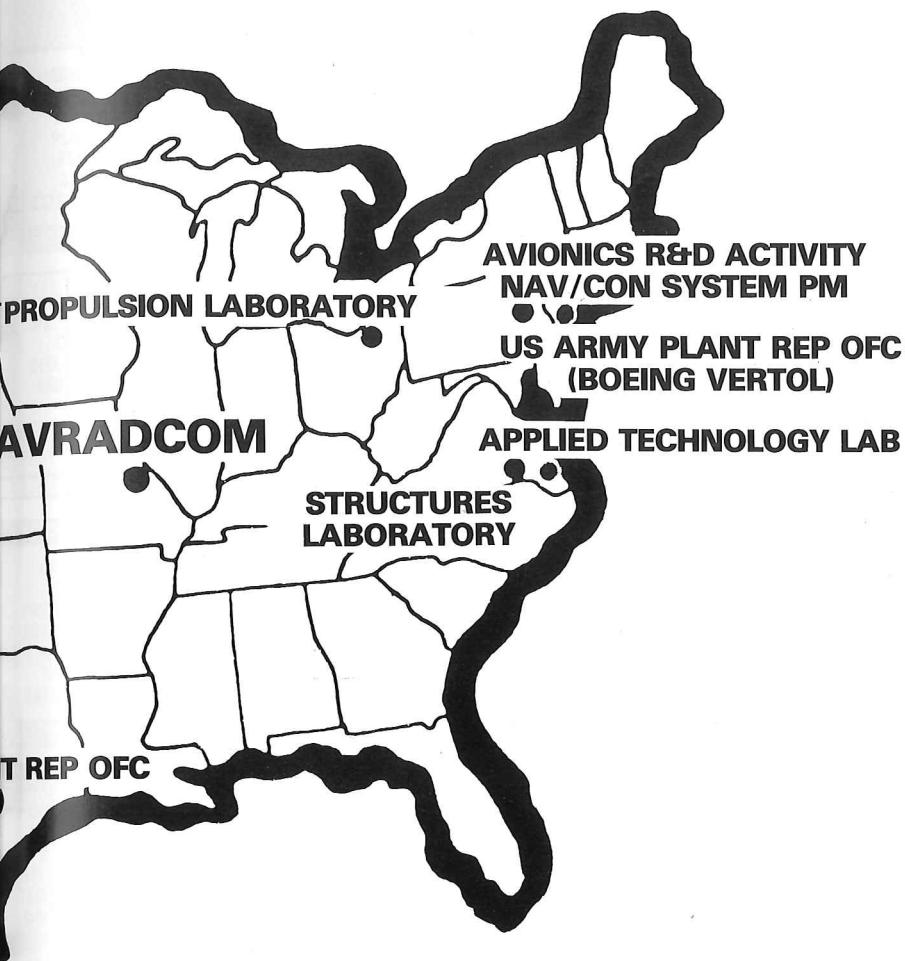 AVIONICS R&D ACTIVITY
NAV/CON SYSTEM PM
PROPULSION LABORATORY
US ARMY PLANT REP OFC
(BOEING VERTOL)
AVRADCOM
APPLIED TECHNOLOGY LAB
STRUCTURES
LABORATORY
T REP OFC